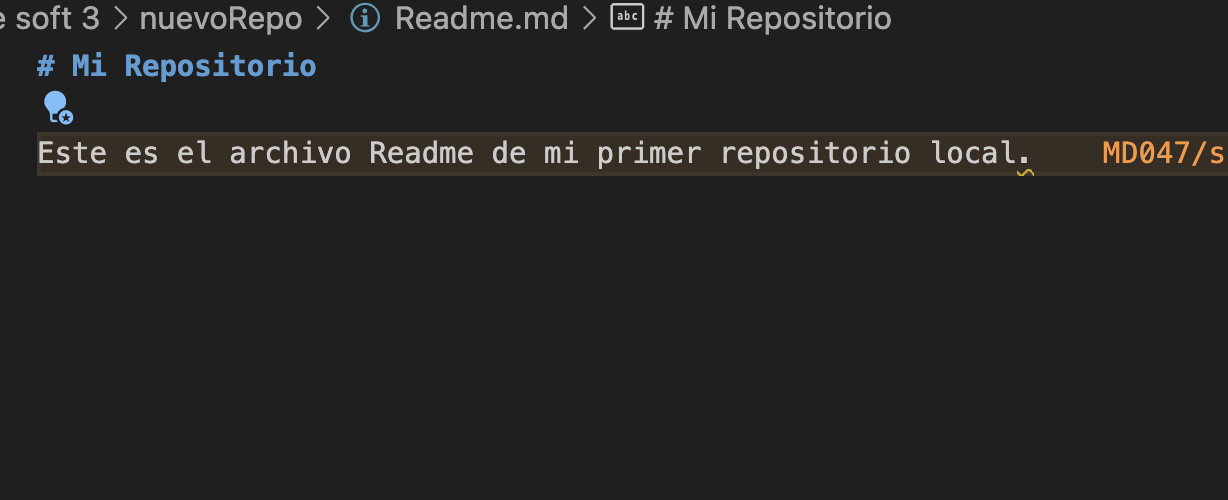 soft 3 > nuevoRepo > Readme.md > abc # Mi Repositorio
# Mi Repositorio
Este es el archivo Readme de mi primer repositorio local. MD047/s